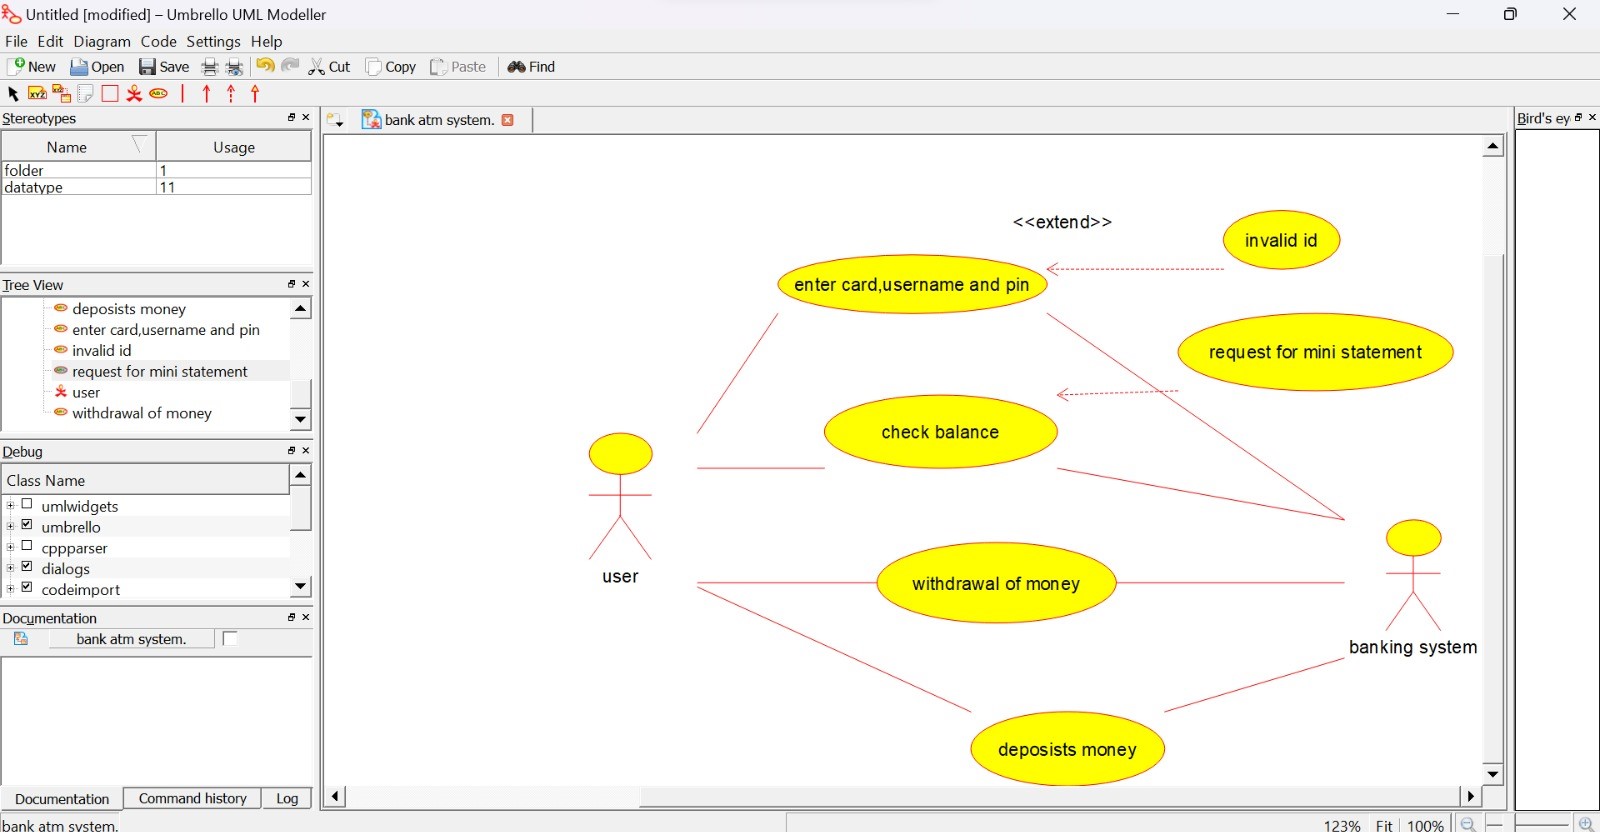 Untitled [modified] – Umbrello UML Modeller
File Edit Diagram Code Settings Help
New Open Save Cut Copy Paste Find
Stereotypes
Name Usage
folder 1
datatype 11
Tree View
deposists money
enter card,username and pin
invalid id
request for mini statement
user
withdrawal of money
Debug
Class Name
umlwidgets
umbrello
cppparser
dialogs
codeimport
Documentation
bank atm system.
Documentation Command history Log
bank atm system.
bank atm system.
<<extend>>
invalid id
enter card,username and pin
request for mini statement
check balance
user
withdrawal of money
banking system
deposists money
Bird's ey
123% Fit 100%